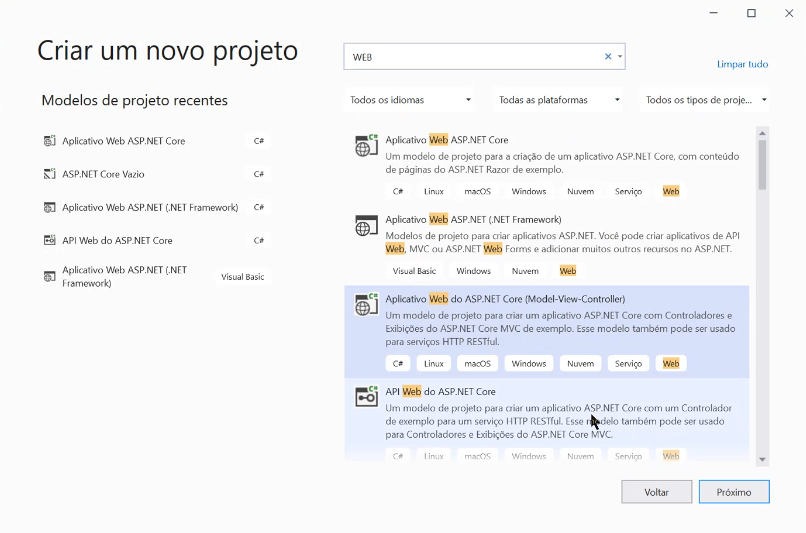 Criar um novo projeto
Modelos de projeto recentes
Aplicativo Web ASP.NET Core
C#
ASP.NET Core Vazio
C#
Aplicativo Web ASP.NET (.NET Framework)
C#
API Web do ASP.NET Core
C#
Aplicativo Web ASP.NET (.NET
Framework)
Visual Basic
WEB
Limpar tudo
Todos os idiomas
Todas as plataformas
Todos os tipos de proje...
Aplicativo Web ASP.NET Core
Um modelo de projeto para a criação de um aplicativo ASP.NET Core, com conteúdo
de páginas do ASP.NET Razor de exemplo.
C# Linux macOS Windows Nuvem Serviço Web
Aplicativo Web ASP.NET (.NET Framework)
Modelos de projeto para criar aplicativos ASP.NET. Você pode criar aplicativos de API
Web, MVC ou ASP.NET Web Forms e adicionar muitos outros recursos no ASP.NET.
Visual Basic Windows Nuvem Web
Aplicativo Web do ASP.NET Core (Model-View-Controller)
Um modelo de projeto para criar um aplicativo ASP.NET Core com Controladores e
Exibições do ASP.NET Core MVC de exemplo. Esse modelo também pode ser usado
para serviços HTTP RESTful.
C# Linux macOS Windows Nuvem Serviço Web
API Web do ASP.NET Core
Um modelo de projeto para criar um aplicativo ASP.NET Core com um Controlador
de exemplo para um serviço HTTP RESTful. Esse modelo também pode ser usado
para Controladores e Exibições do ASP.NET Core MVC.
C# Linux macOS Windows Nuvem Serviço Web
Voltar
Próximo